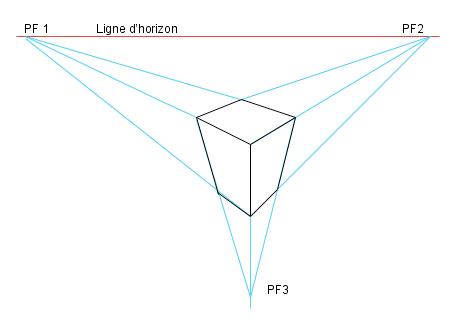 PF 1 Ligne d'horizon PF2
PF3